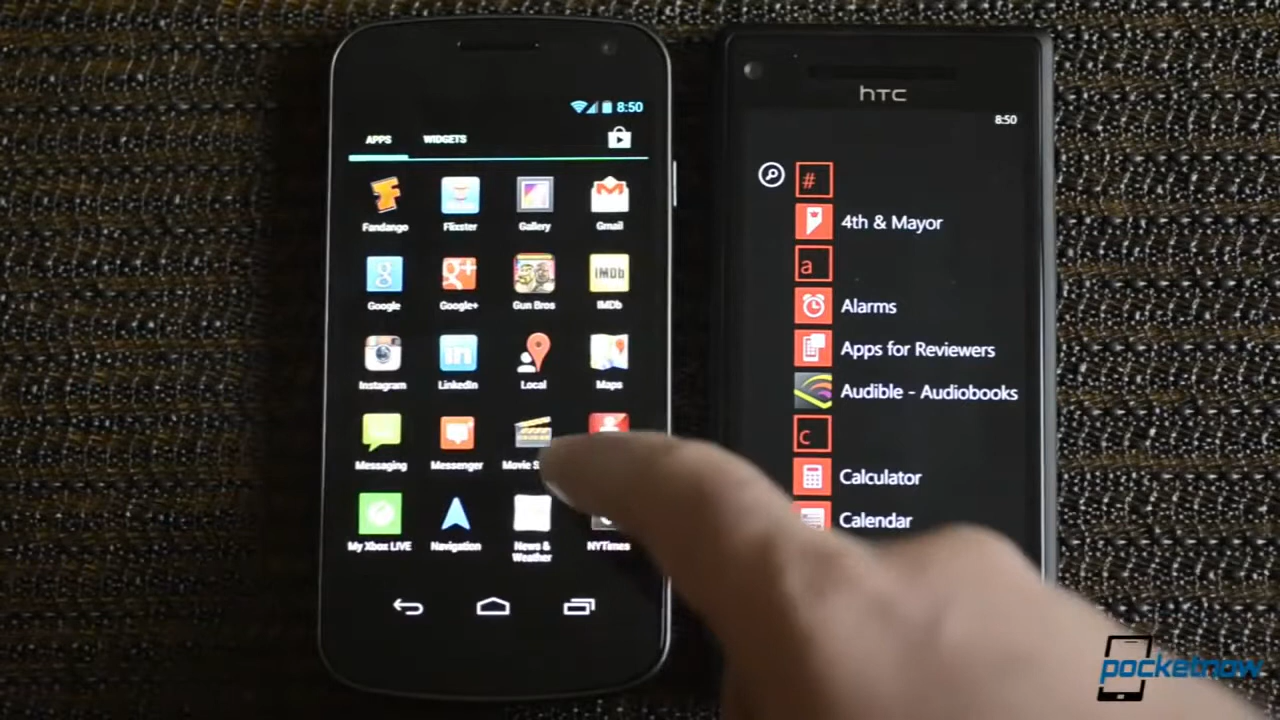 8:50
APPS WIDGETS
Fandango Flixster Gallery Gmail
IMDb
Google Google+ Gun Bros IMDb
Instagram LinkedIn Local Maps
Messaging Messenger Movie
My Xbox LIVE Navigation News & Weather NYTimes
hTC
8:50
#
4th & Mayor
a
Alarms
Apps for Reviewers
Audible - Audiobooks
c
Calculator
Calendar
pocketnow